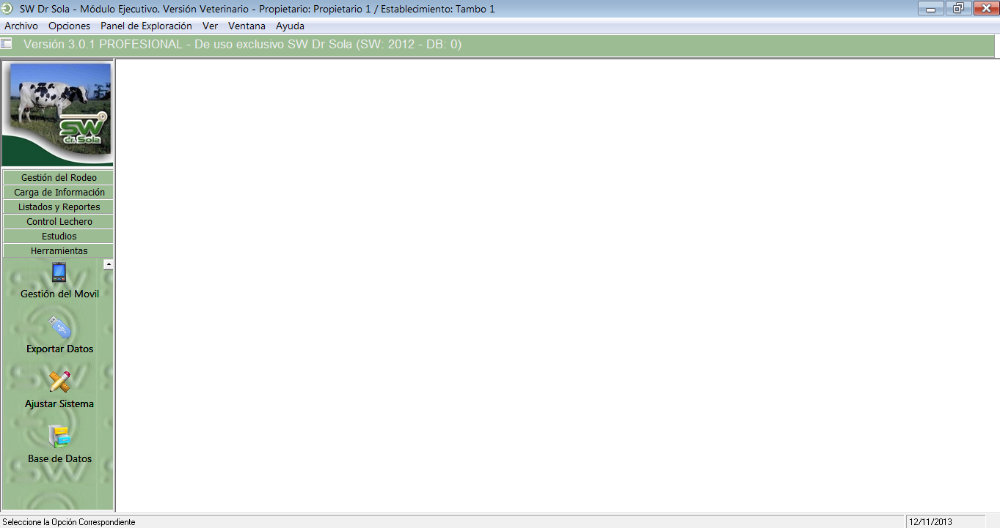 SW Dr Sola - Módulo Ejecutivo, Versión Veterinario - Propietario: Propietario 1 / Establecimiento: Tambo 1
Archivo Opciones Panel de Exploración Ver Ventana Ayuda
Versión 3.0.1 PROFESIONAL - De uso exclusivo SW Dr Sola (SW: 2012 - DB: 0)
SW
dr. Sola
Gestión del Rodeo
Carga de Información
Listados y Reportes
Control Lechero
Estudios
Herramientas
Gestión del Movil
Exportar Datos
Ajustar Sistema
Base de Datos
Seleccione la Opción Correspondiente
12/11/2013